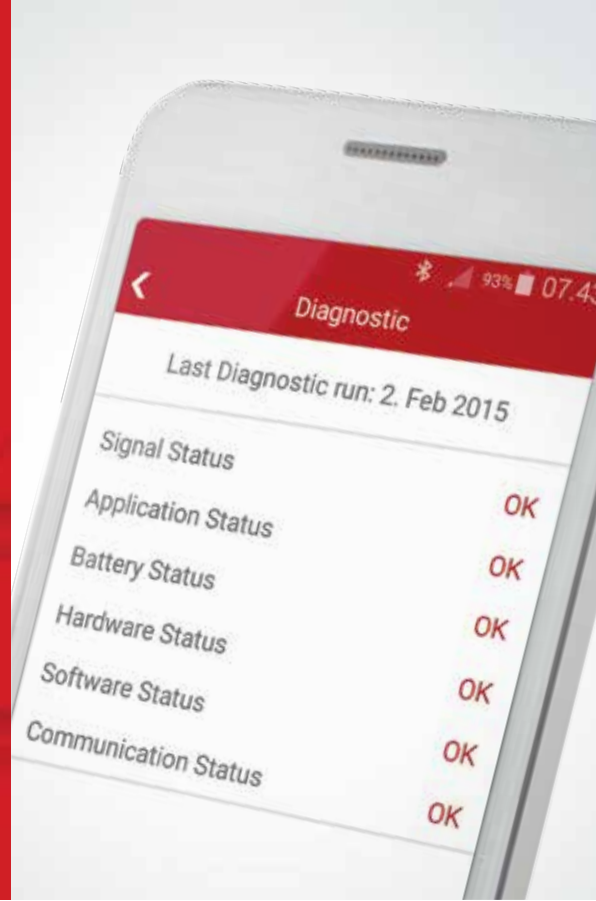 93% 07.43
Diagnostic
Last Diagnostic run: 2. Feb 2015
Signal Status OK
Application Status OK
Battery Status OK
Hardware Status OK
Software Status OK
Communication Status OK